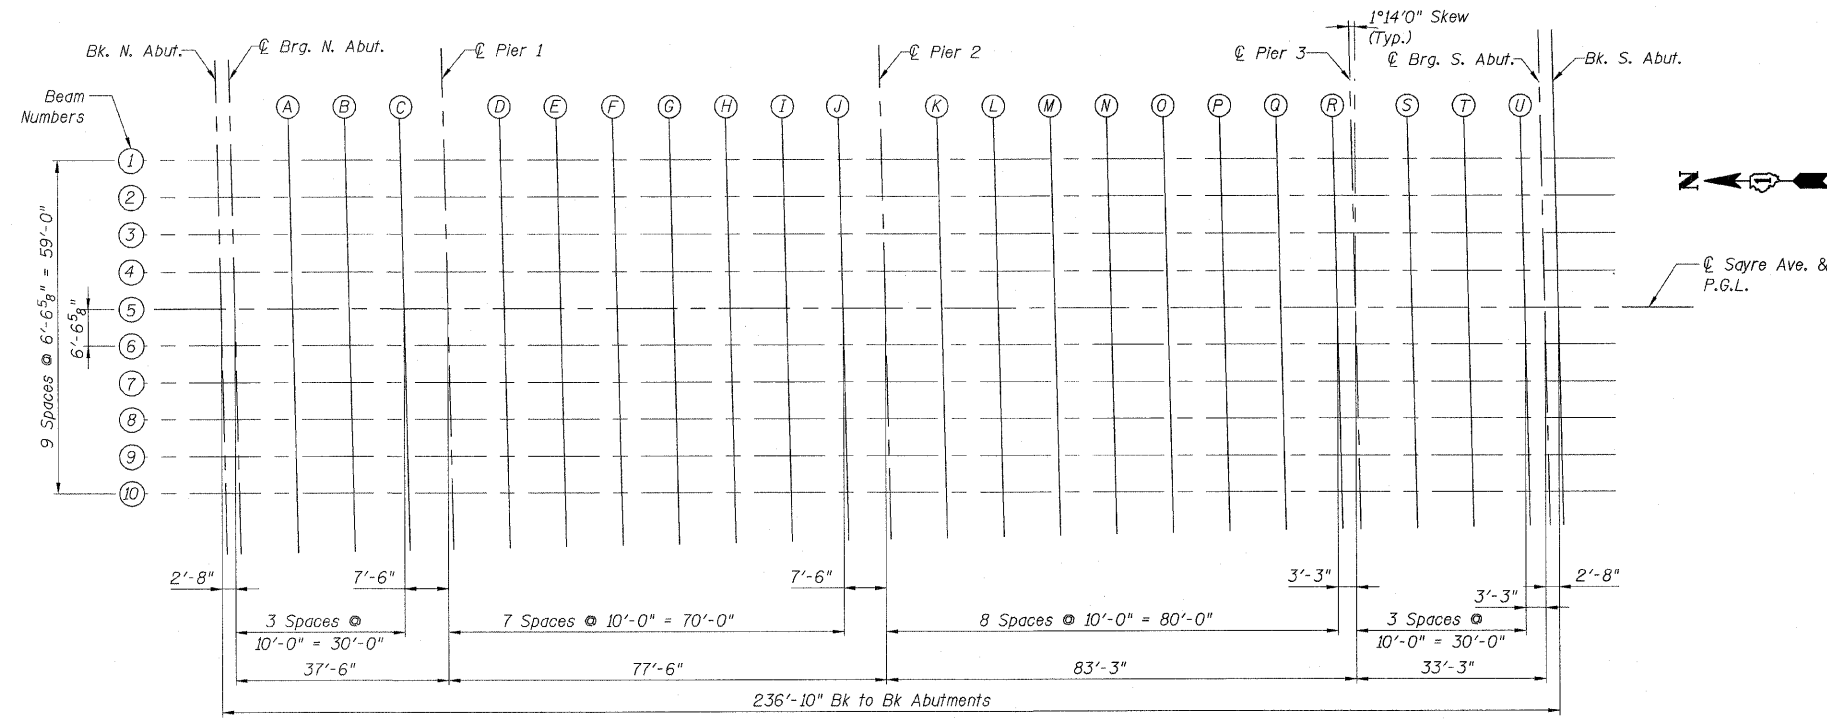 1°14'0" Skew
(Typ.)
Bk. N. Abut.
℄ Brg. N. Abut.
℄ Pier 1
℄ Pier 2
℄ Pier 3
℄ Brg. S. Abut.
Bk. S. Abut.
Beam
Numbers
A B C D E F G H I J K L M N O P Q R S T U
1
2
3
4
5
6
7
8
9
10
9 Spaces @ 6'-6⅝" = 59'-0"
6'-6⅝"
N
℄ Sayre Ave. &
P.G.L.
2'-8"
7'-6"
7'-6"
3'-3"
2'-8"
3'-3"
3 Spaces @
10'-0" = 30'-0"
7 Spaces @ 10'-0" = 70'-0"
8 Spaces @ 10'-0" = 80'-0"
3 Spaces @
10'-0" = 30'-0"
37'-6"
77'-6"
83'-3"
33'-3"
236'-10" Bk to Bk Abutments